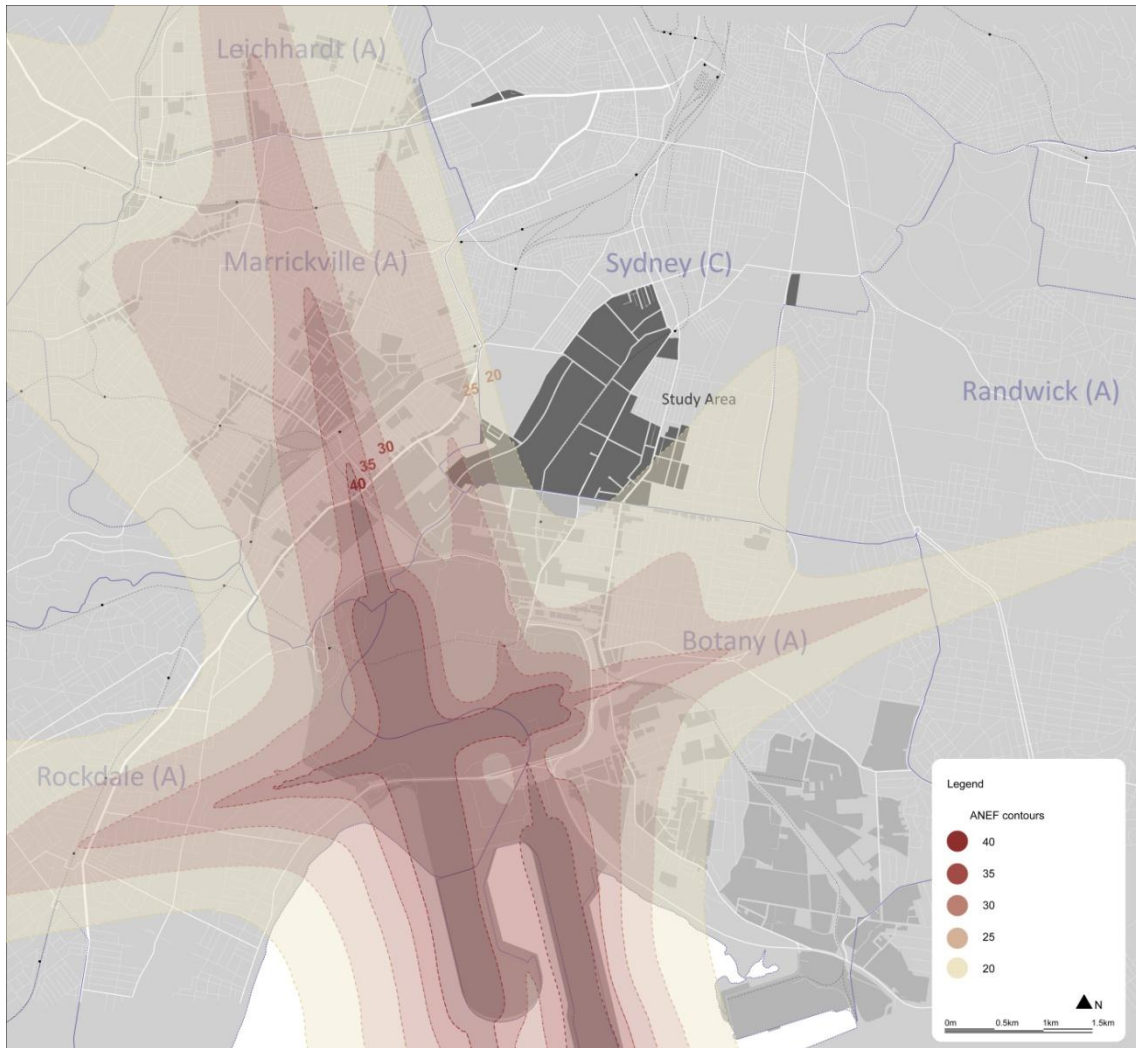 Leichhardt (A)
Marrickville (A)
Sydney (C)
25 20
Study Area
Randwick (A)
30
35
40
Botany (A)
Rockdale (A)
Legend
ANEF contours
40
35
30
25
20
N
0m 0.5km 1km 1.5km